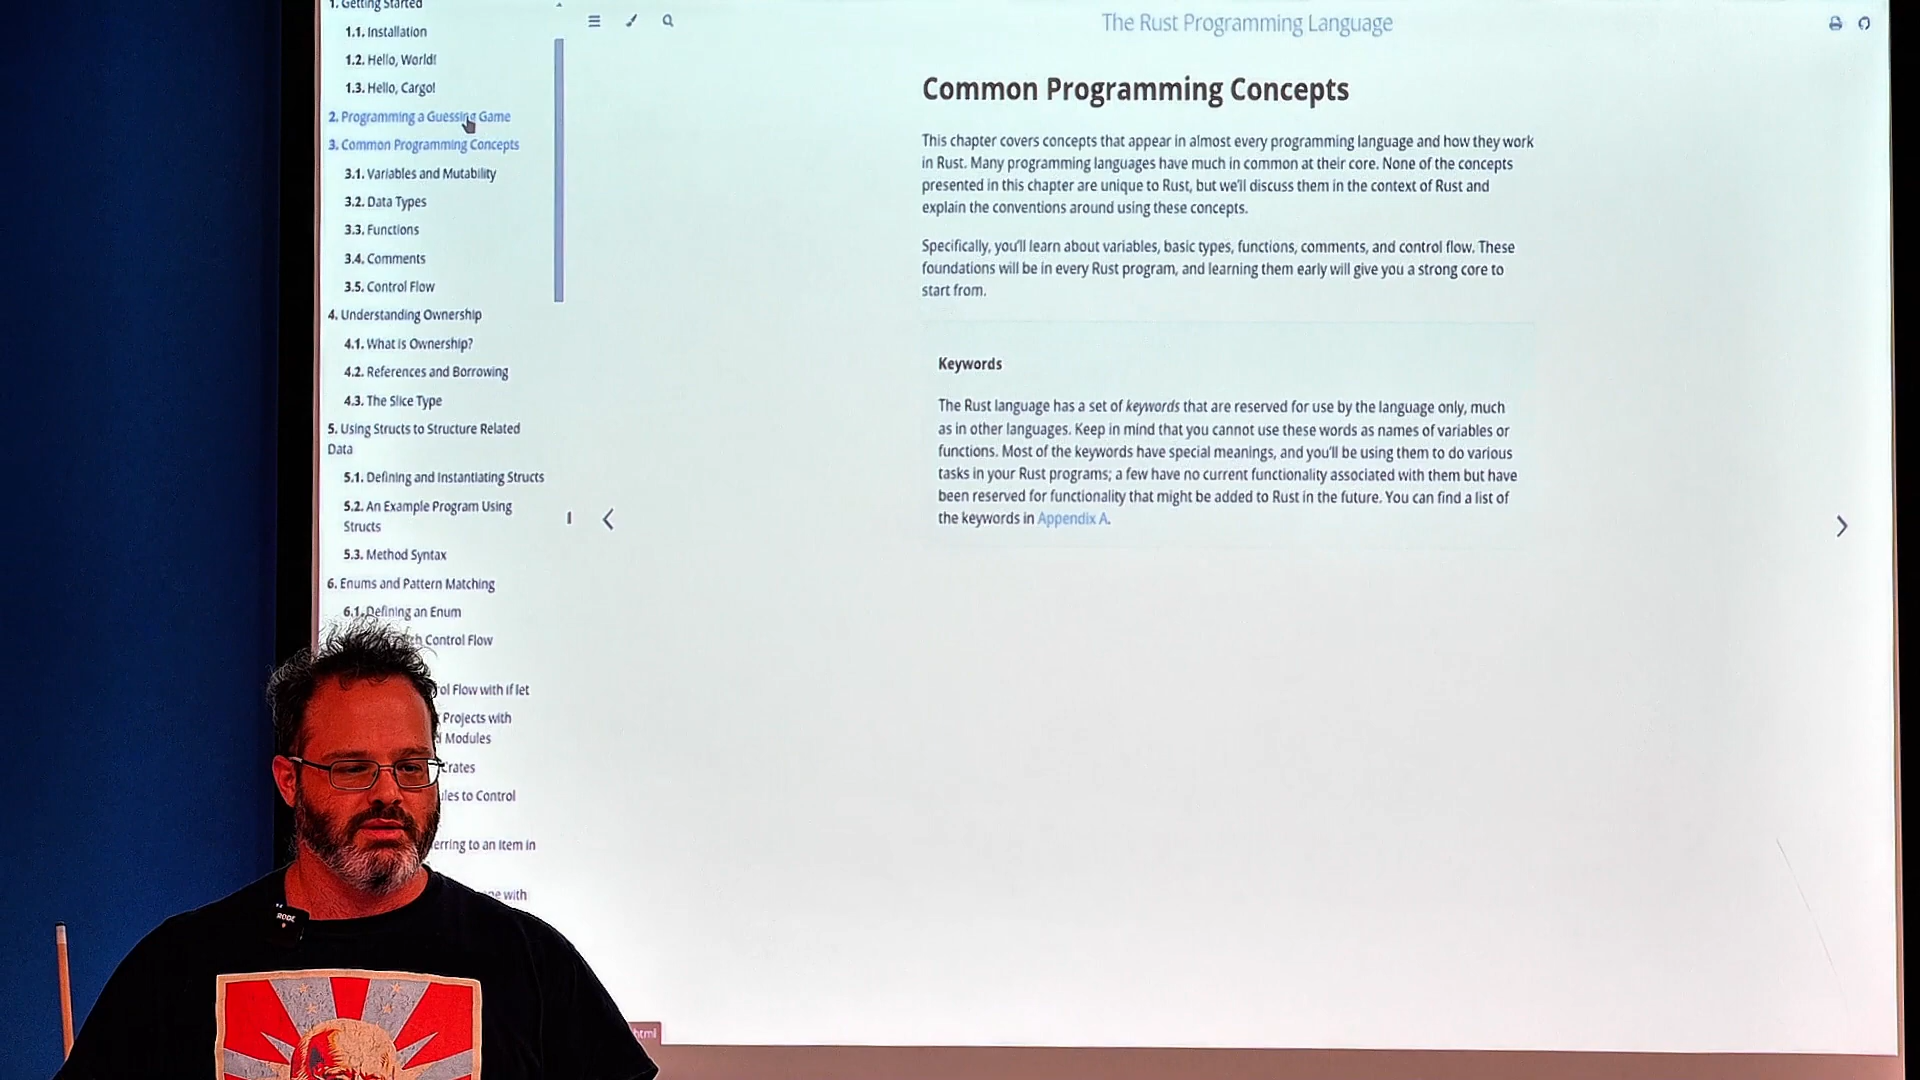 1. Getting Started
1.1. Installation
1.2. Hello, World!
1.3. Hello, Cargo!
2. Programming a Guessing Game
3. Common Programming Concepts
3.1. Variables and Mutability
3.2. Data Types
3.3. Functions
3.4. Comments
3.5. Control Flow
4. Understanding Ownership
4.1. What is Ownership?
4.2. References and Borrowing
4.3. The Slice Type
5. Using Structs to Structure Related
Data
5.1. Defining and Instantiating Structs
5.2. An Example Program Using
Structs
5.3. Method Syntax
6. Enums and Pattern Matching
6.1. Defining an Enum
Control Flow
Flow with if let
Projects with
Modules
to Control
to an Item in
with
The Rust Programming Language
Common Programming Concepts
This chapter covers concepts that appear in almost every programming language and how they work
in Rust. Many programming languages have much in common at their core. None of the concepts
presented in this chapter are unique to Rust, but we'll discuss them in the context of Rust and
explain the conventions around using these concepts.
Specifically, you'll learn about variables, basic types, functions, comments, and control flow. These
foundations will be in every Rust program, and learning them early will give you a strong core to
start from.
Keywords
The Rust language has a set of keywords that are reserved for use by the language only, much
as in other languages. Keep in mind that you cannot use these words as names of variables or
functions. Most of the keywords have special meanings, and you'll be using them to do various
tasks in your Rust programs; a few have no current functionality associated with them but have
been reserved for functionality that might be added to Rust in the future. You can find a list of
the keywords in Appendix A.
RODE
html